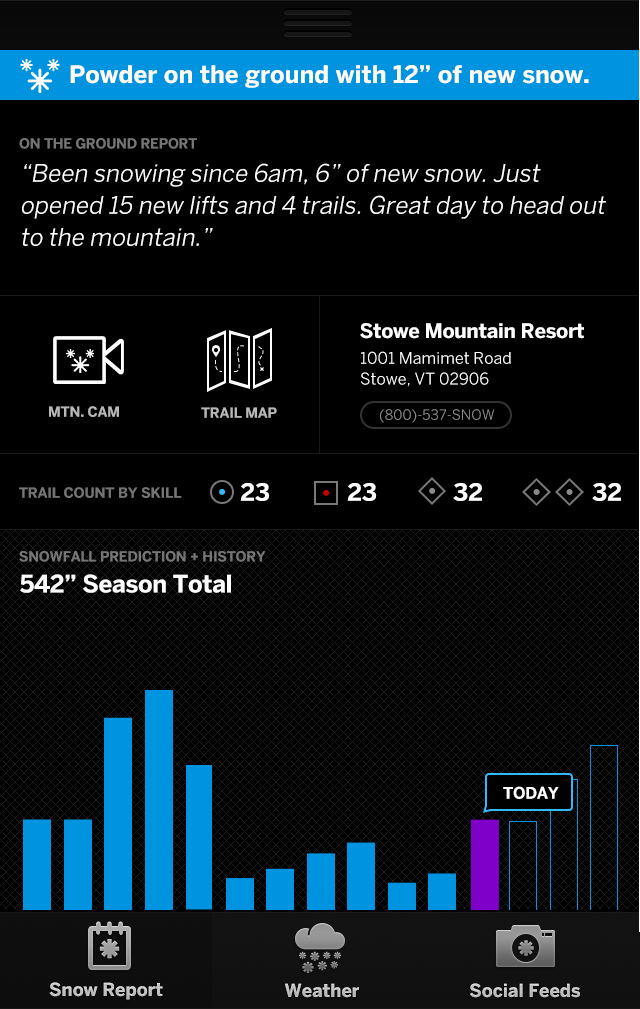 Powder on the ground with 12” of new snow.
ON THE GROUND REPORT
“Been snowing since 6am, 6” of new snow. Just
opened 15 new lifts and 4 trails. Great day to head out
to the mountain.”
MTN. CAM
TRAIL MAP
Stowe Mountain Resort
1001 Mamimet Road
Stowe, VT 02906
(800)-537-SNOW
TRAIL COUNT BY SKILL 23 23 32 32
SNOWFALL PREDICTION + HISTORY
542” Season Total
TODAY
Snow Report
Weather
Social Feeds